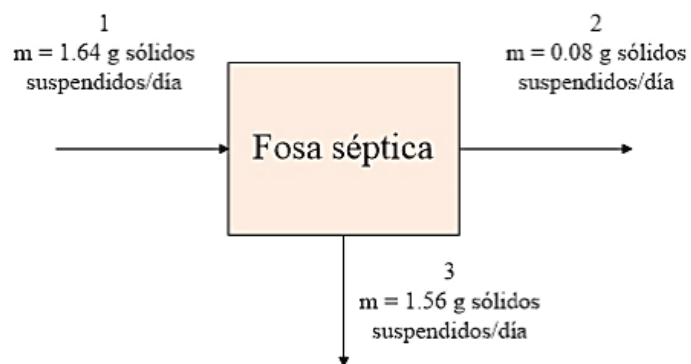 1
m = 1.64 g sólidos
suspendidos/día
2
m = 0.08 g sólidos
suspendidos/día
Fosa séptica
3
m = 1.56 g sólidos
suspendidos/día